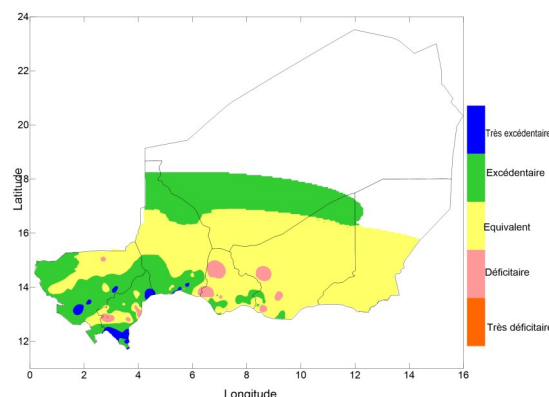 24
22
20
18
16
14
12
Latitude
0
2
4
6
8
10
12
14
16
Longitude
Très excédentaire
Excédentaire
Equivalent
Déficitaire
Très déficitaire